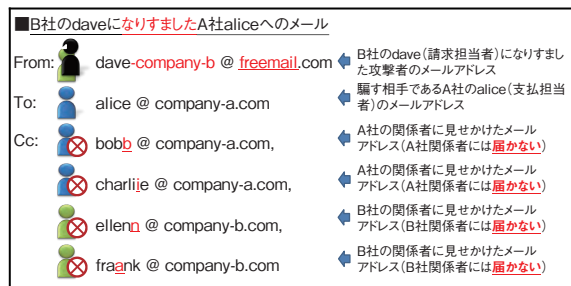 ■B社のdaveになりすましたA社aliceへのメール
From: dave-company-b @ freemail.com
B社のdave(請求担当者)になりすまし
た攻撃者のメールアドレス
To: alice @ company-a.com
騙す相手であるA社のalice(支払担当
者)のメールアドレス
Cc: bobb @ company-a.com,
A社の関係者に見せかけたメール
アドレス(A社関係者には届かない)
charliie @ company-a.com,
A社の関係者に見せかけたメール
アドレス(A社関係者には届かない)
ellenn @ company-b.com,
B社の関係者に見せかけたメール
アドレス(B社関係者には届かない)
fraank @ company-b.com
B社の関係者に見せかけたメール
アドレス(B社関係者には届かない)